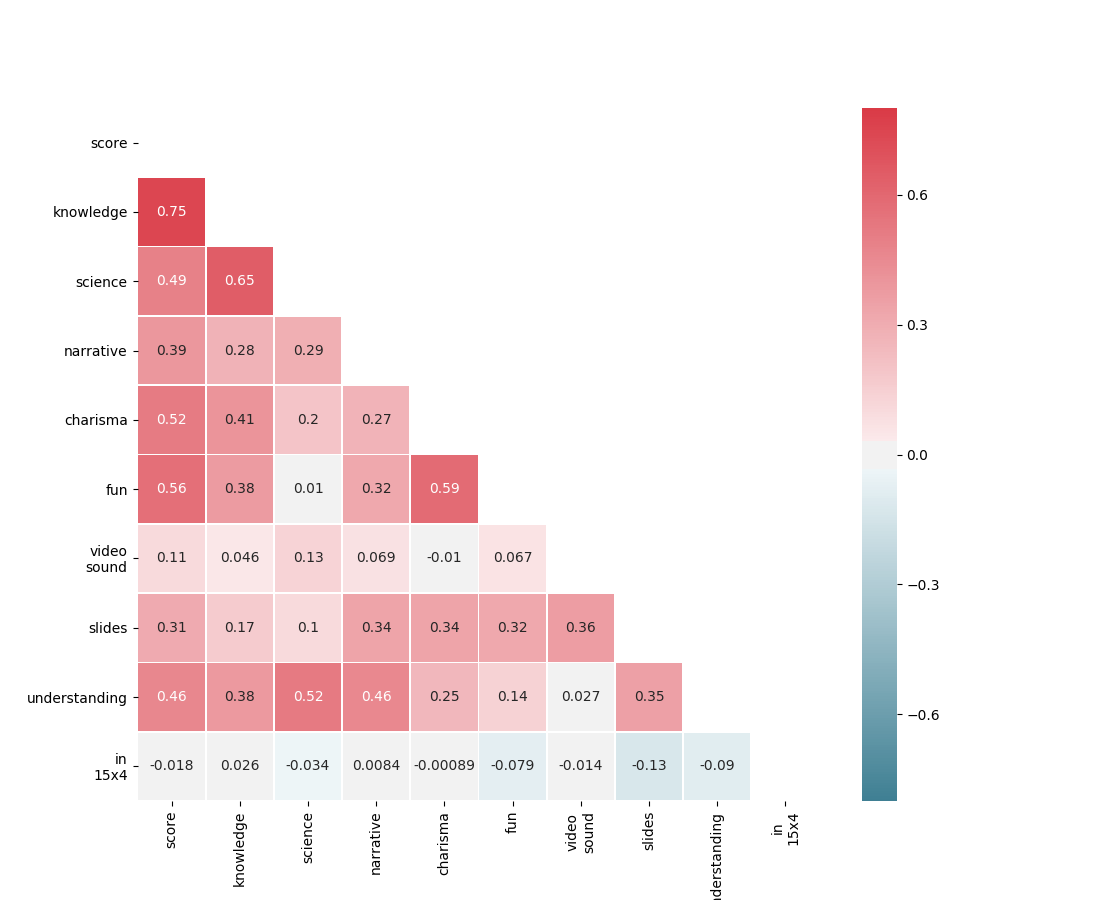 score
knowledge 0.75
science 0.49 0.65
narrative 0.39 0.28 0.29
charisma 0.52 0.41 0.2 0.27
fun 0.56 0.38 0.01 0.32 0.59
video
sound 0.11 0.046 0.13 0.069 -0.01 0.067
slides 0.31 0.17 0.1 0.34 0.34 0.32 0.36
understanding 0.46 0.38 0.52 0.46 0.25 0.14 0.027 0.35
in
15x4 -0.018 0.026 -0.034 0.0084 -0.00089 -0.079 -0.014 -0.13 -0.09
score
knowledge
science
narrative
charisma
fun
video
sound
slides
nderstanding
in
15x4
0.6
0.3
0.0
−0.3
−0.6